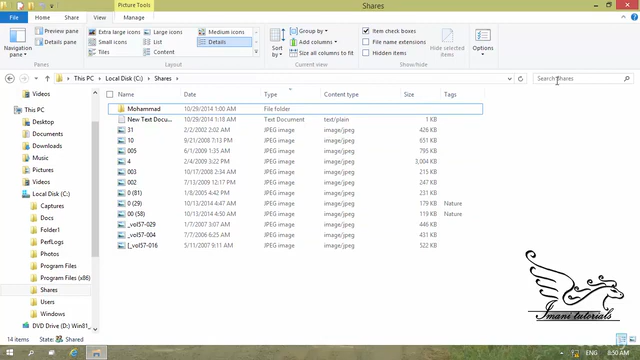 Picture Tools
Shares
File
Home
Share
View
Manage
Navigation pane
Preview pane
Details pane
Extra large icons
Large icons
Medium icons
Small icons
List
Details
Tiles
Content
Sort by
Group by
Add columns
Size all columns to fit
Item check boxes
File name extensions
Hidden items
Hide selected items
Options
Panes
Layout
Current view
Show/hide
This PC
Local Disk (C:)
Shares
Search Shares
Name Date Type Content type Size Tags
Mohammad 10/29/2014 1:00 AM File folder
New Text Docu... 10/29/2014 1:00 AM Text Document text/plain 1 KB
31 2/2/2002 2:02 AM JPEG image image/jpeg 426 KB
10 9/21/2008 7:13 PM JPEG image image/jpeg 640 KB
005 6/1/2009 1:35 AM JPEG image image/jpeg 795 KB
4 2/4/2009 3:22 PM JPEG image image/jpeg 3,004 KB
003 10/17/2008 2:34 AM JPEG image image/jpeg 215 KB
002 7/13/2009 12:17 PM JPEG image image/jpeg 247 KB
0 (81) 1/8/2005 4:42 PM JPEG image image/jpeg 231 KB
0 (29) 10/13/2014 4:47 AM JPEG image image/jpeg 179 KB Nature
00 (58) 10/13/2014 4:50 AM JPEG image image/jpeg 119 KB Nature
_vol57-029 1/7/2007 3:07 AM JPEG image image/jpeg 446 KB
_vol57-004 7/7/2006 6:25 AM JPEG image image/jpeg 431 KB
[_vol57-016 5/11/2007 9:11 AM JPEG image image/jpeg 522 KB
Videos
This PC
Desktop
Documents
Downloads
Music
Pictures
Videos
Local Disk (C:)
Captures
Docs
Folder1
PerfLogs
Photos
Program Files
Program Files (x86)
Shares
Users
Windows
DVD Drive (D:) Win81_
Imani tutorials
14 items
State:
Shared
8:50 AM